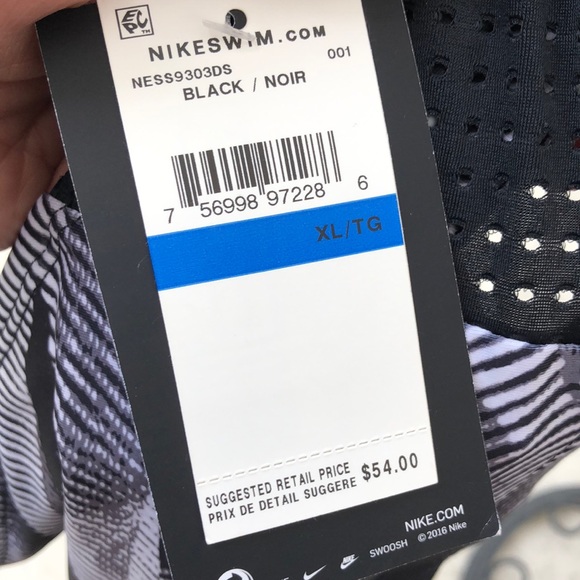 ECPU™
NIKESWIM.COM
NESS9303DS 001
BLACK / NOIR
7 56998 97228 6
XL/TG
SUGGESTED RETAIL PRICE
PRIX DE DETAIL SUGGERE $54.00
NIKE.COM
SWOOSH © 2016 Nike